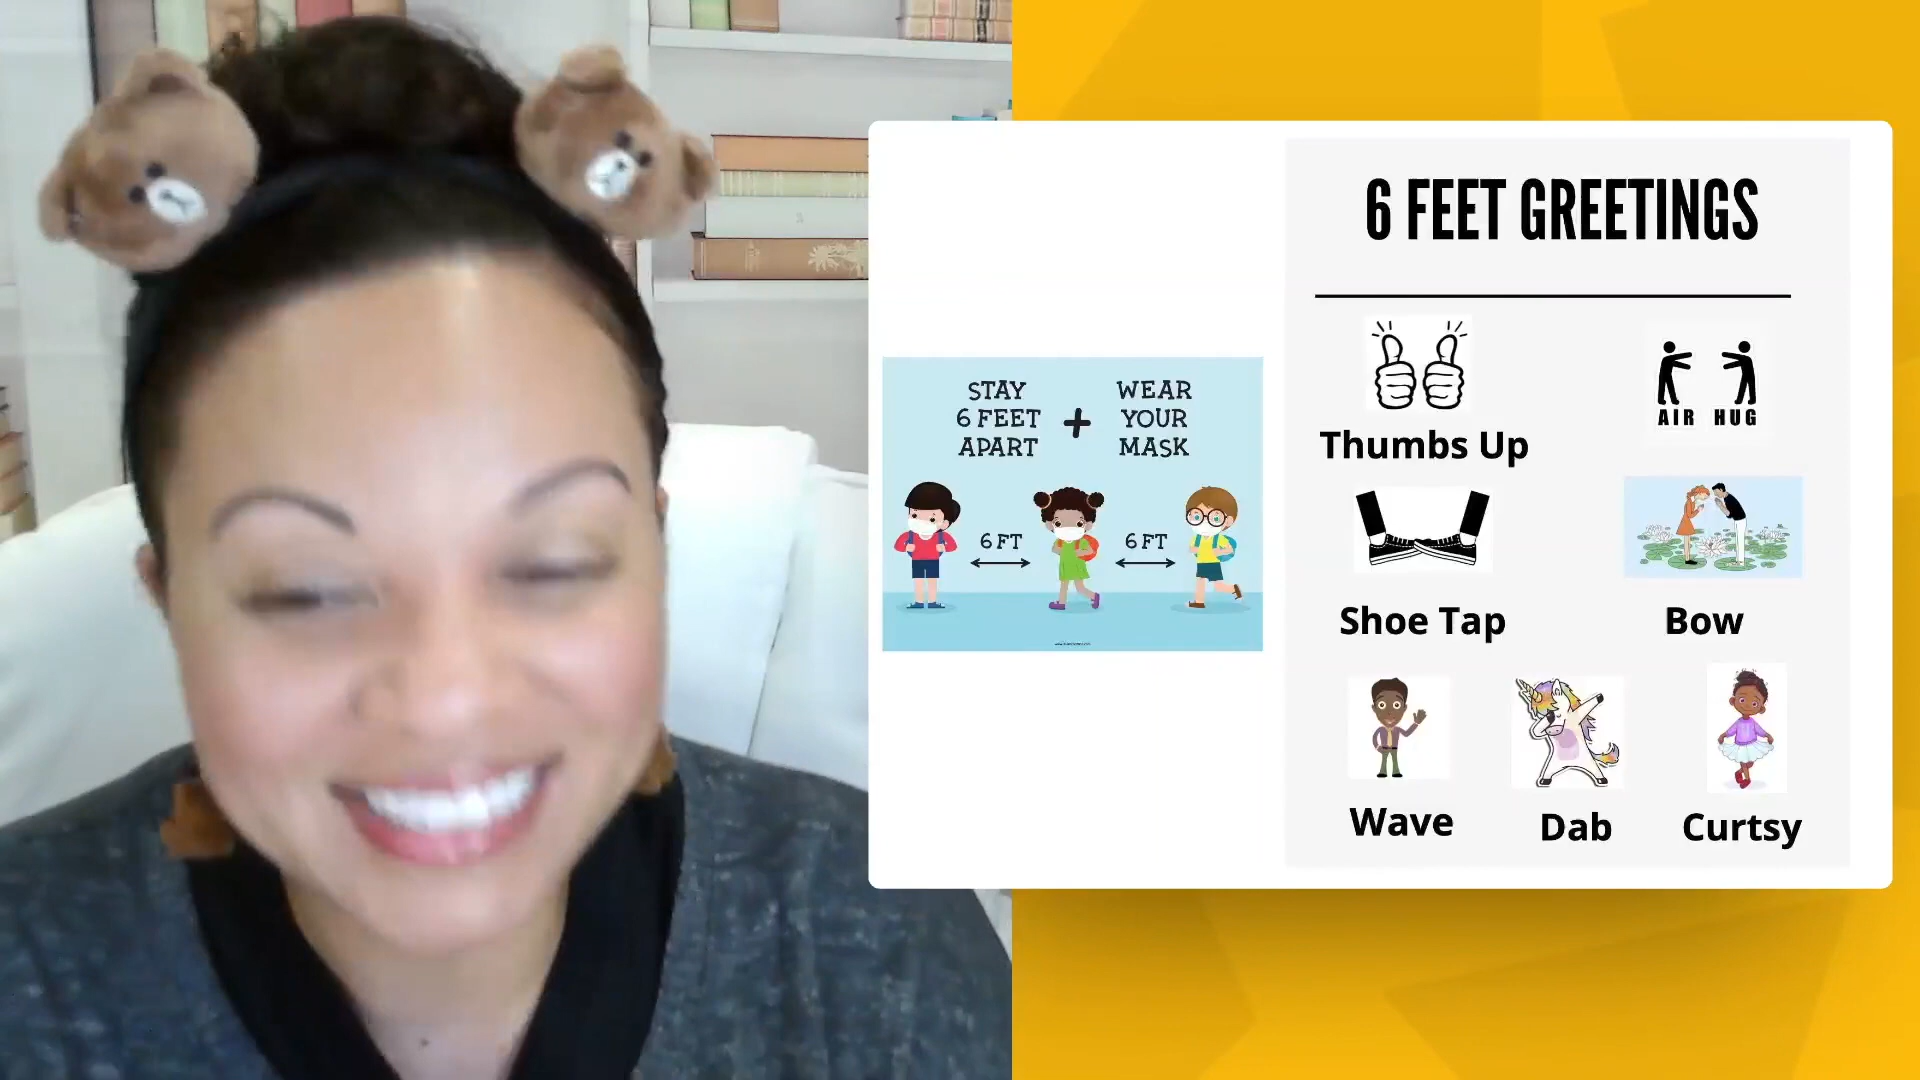 6 FEET GREETINGS
STAY
6 FEET
APART
+
WEAR
YOUR
MASK
6 FT
6 FT
Thumbs Up
AIR HUG
Shoe Tap
Bow
Wave
Dab
Curtsy